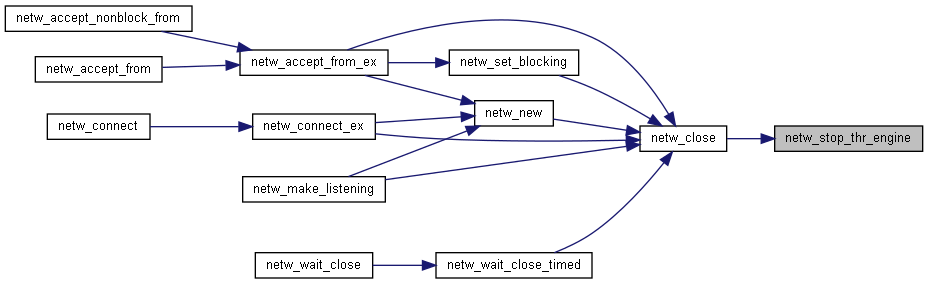 netw_accept_nonblock_from
netw_accept_from
netw_accept_from_ex
netw_set_blocking
netw_connect
netw_connect_ex
netw_new
netw_close
netw_stop_thr_engine
netw_make_listening
netw_wait_close
netw_wait_close_timed